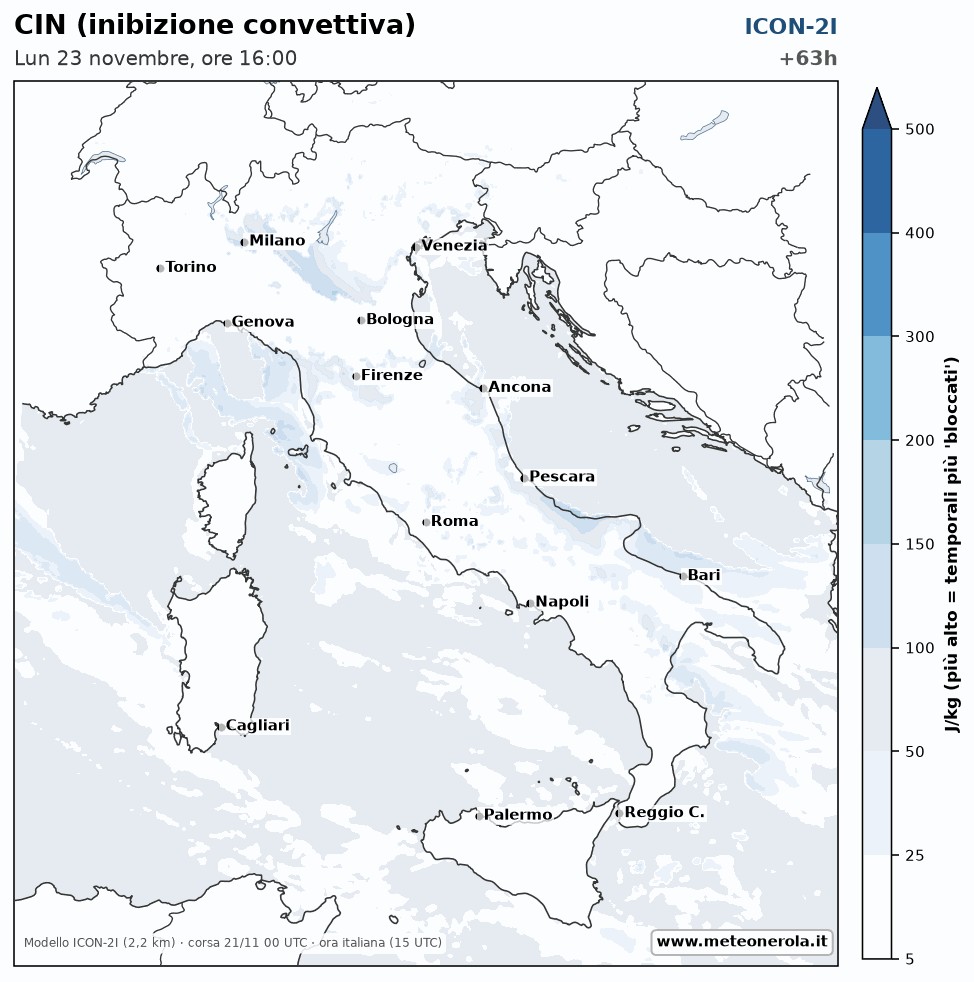 CIN (inibizione convettiva)
ICON-2I
Lun 23 novembre, ore 16:00
+63h
500
400
300
200
150
100
50
25
5
J/kg (più alto = temporali più 'bloccati')
Milano
Venezia
Torino
Genova
Bologna
Firenze
Ancona
Pescara
Roma
Bari
Napoli
Cagliari
Palermo
Reggio C.
Modello ICON-2I (2,2 km) · corsa 21/11 00 UTC · ora italiana (15 UTC)
www.meteonerola.it